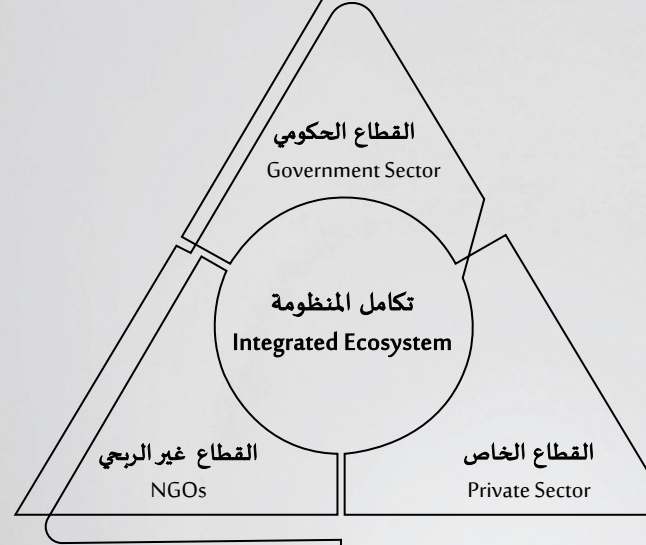 القطاع الحكومي
Government Sector
تكامل المنظومة
Integrated Ecosystem
القطاع غير الربحي
NGOs
القطاع الخاص
Private Sector